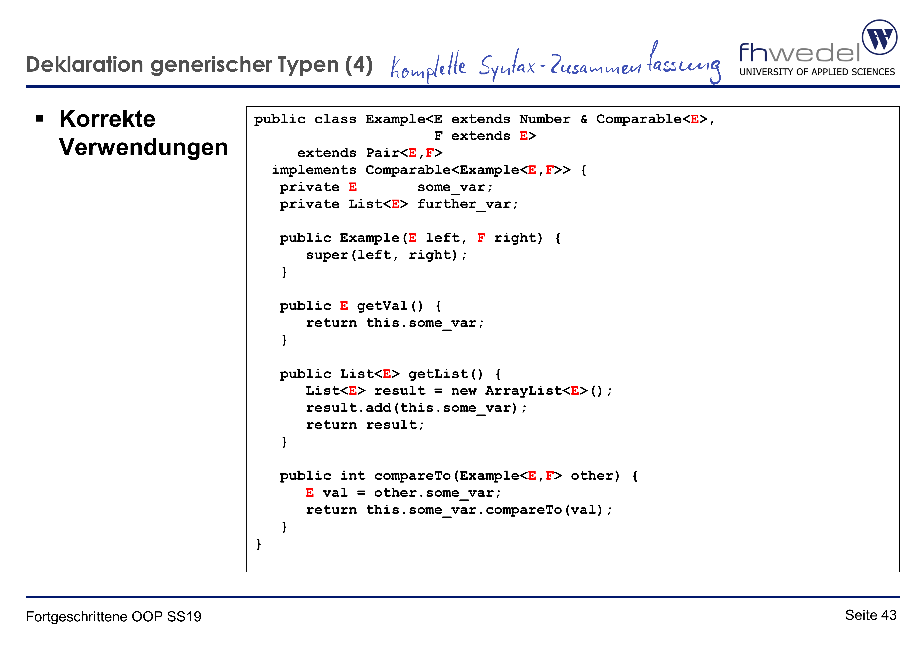 Deklaration generischer Typen (4) Komplette Syntax-Zusammenfassung
fhwedel W
UNIVERSITY OF APPLIED SCIENCES
▪ Korrekte
Verwendungen
public class Example<E extends Number & Comparable<E>,
F extends E>
extends Pair<E,F>
implements Comparable<Example<E,F>> {
private E some_var;
private List<E> further_var;
public Example(E left, F right) {
super(left, right);
}
public E getVal() {
return this.some_var;
}
public List<E> getList() {
List<E> result = new ArrayList<E>();
result.add(this.some_var);
return result;
}
public int compareTo(Example<E,F> other) {
E val = other.some_var;
return this.some_var.compareTo(val);
}
}
Fortgeschrittene OOP SS19
Seite 43